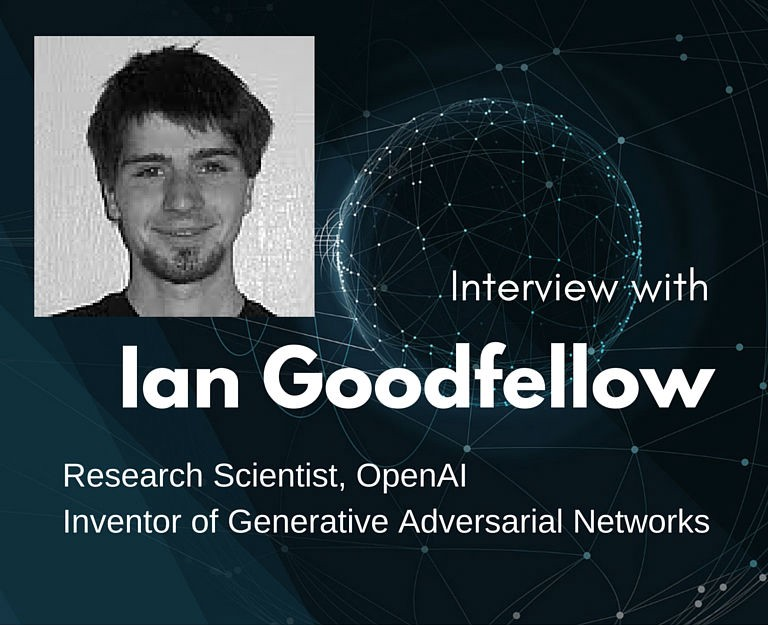 Interview with
Ian Goodfellow
Research Scientist, OpenAI
Inventor of Generative Adversarial Networks